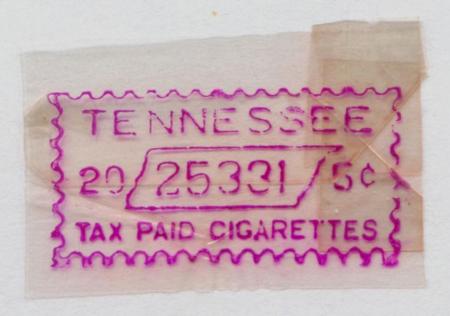 TENNESSEE
20 25331 5¢
TAX PAID CIGARETTES